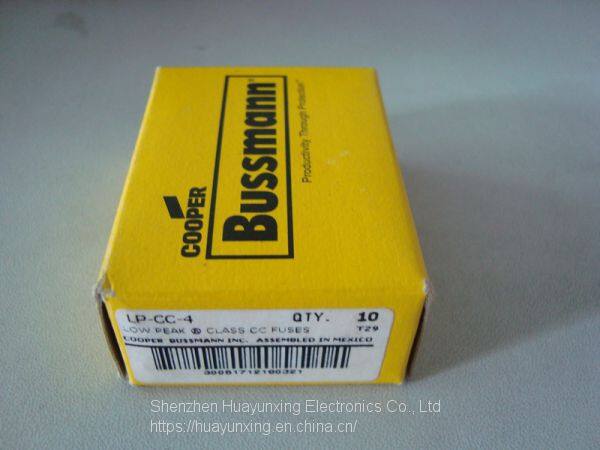 COOPER
Bussmann®
Productivity Through Protection™
LP-CC-4 QTY. 10
LOW PEAK ® CLASS CC FUSES T29
COOPER BUSSMANN INC. ASSEMBLED IN MEXICO
Shenzhen Huayunxing Electronics Co., Ltd
https://huayunxing.en.china.cn/